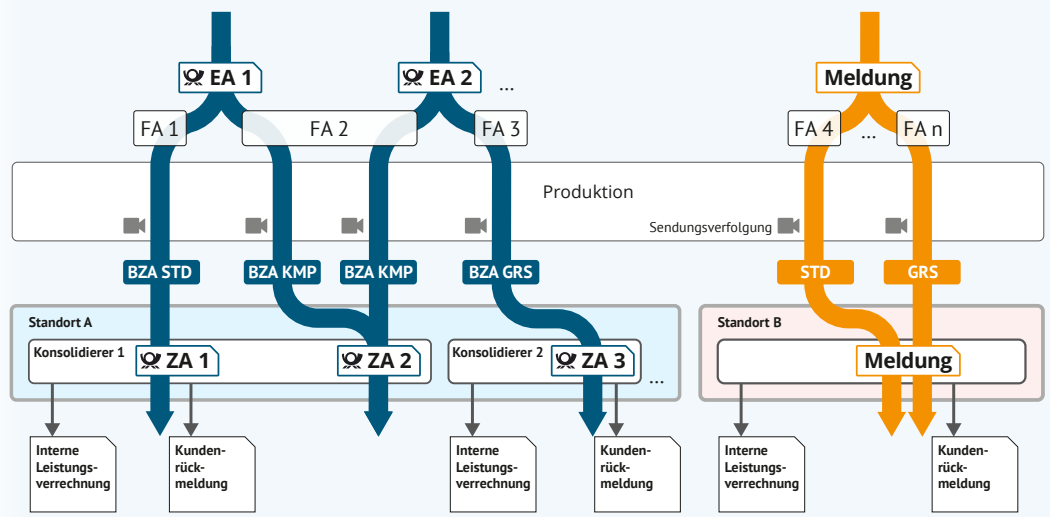 EA 1
EA 2
...
Meldung
FA 1
FA 2
FA 3
FA 4
...
FA n
Produktion
Sendungsverfolgung
BZA STD
BZA KMP
BZA KMP
BZA GRS
STD
GRS
Standort A
Konsolidierer 1
ZA 1
ZA 2
Konsolidierer 2
ZA 3
...
Standort B
Meldung
Interne
Leistungs-
verrechnung
Kunden-
rück-
meldung
Interne
Leistungs-
verrechnung
Kunden-
rück-
meldung
Interne
Leistungs-
verrechnung
Kunden-
rück-
meldung